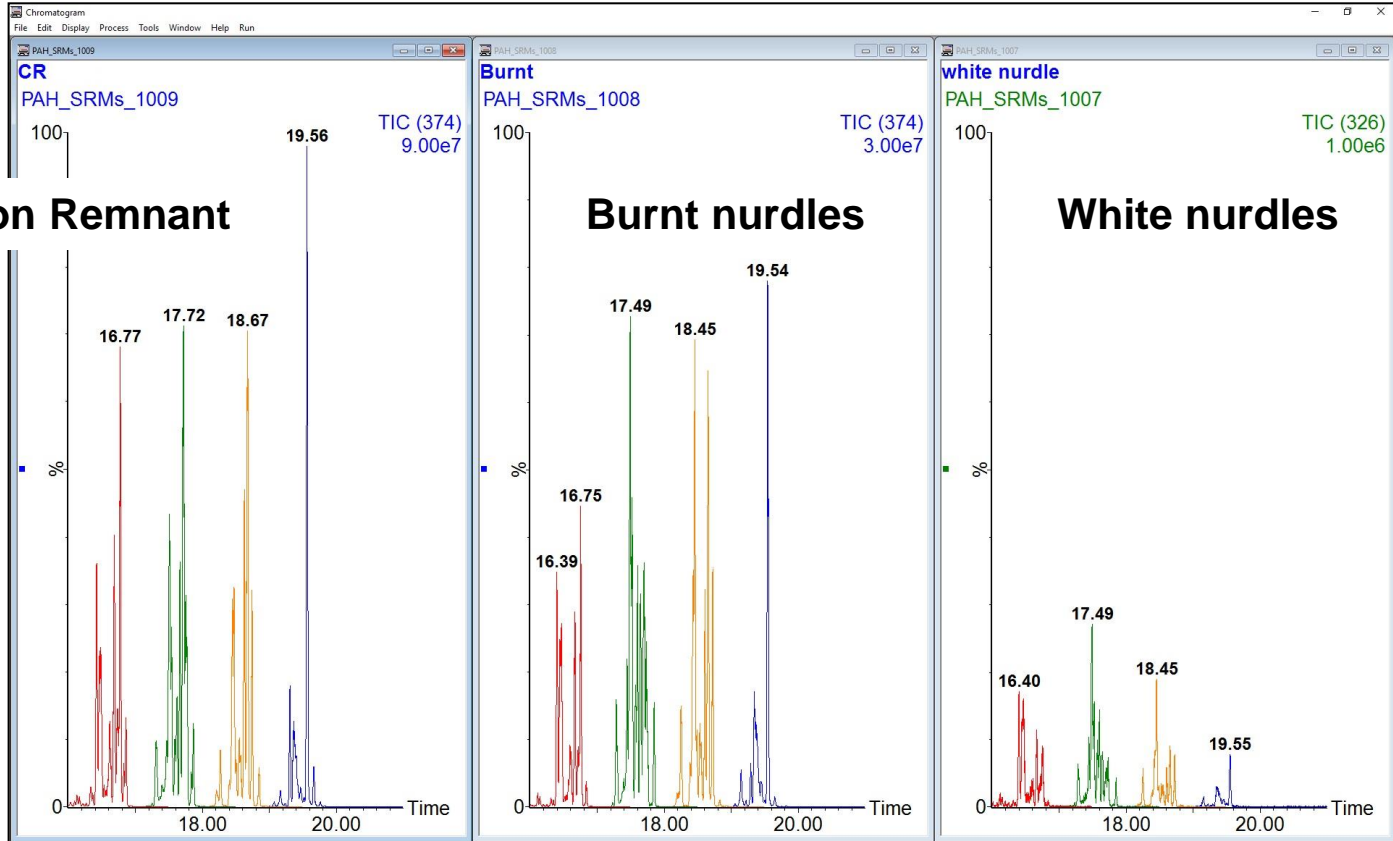 Chromatogram
File Edit Display Process Tools Window Help Run
PAH_SRMs_1009
CR
PAH_SRMs_1009
TIC (374)
9.00e7
100
19.56
on Remnant
16.77
17.72
18.67
%
0
18.00
20.00
Time
PAH_SRMs_1008
Burnt
PAH_SRMs_1008
TIC (374)
3.00e7
100
Burnt nurdles
19.54
17.49
18.45
16.75
16.39
%
0
18.00
20.00
Time
PAH_SRMs_1007
white nurdle
PAH_SRMs_1007
TIC (326)
1.00e6
100
White nurdles
%
17.49
16.40
18.45
19.55
0
18.00
20.00
Time